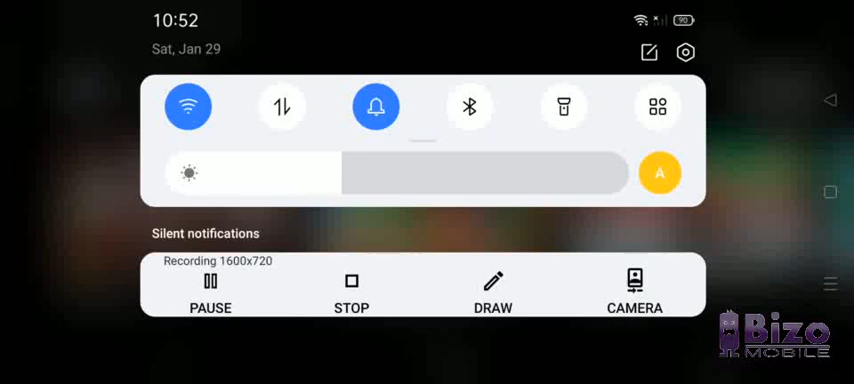 10:52
90
Sat, Jan 29
A
Silent notifications
Recording 1600x720
PAUSE
STOP
DRAW
CAMERA
Bizo
MOBILE